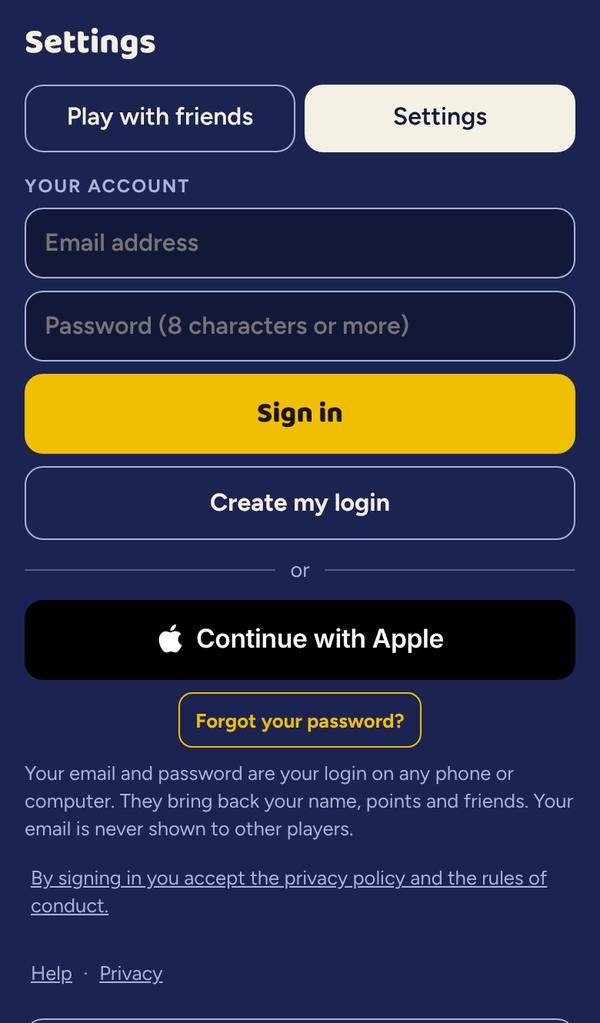 Settings
Play with friends
Settings
YOUR ACCOUNT
Email address
Password (8 characters or more)
Sign in
Create my login
or
Continue with Apple
Forgot your password?
Your email and password are your login on any phone or
computer. They bring back your name, points and friends. Your
email is never shown to other players.
By signing in you accept the privacy policy and the rules of
conduct.
Help · Privacy